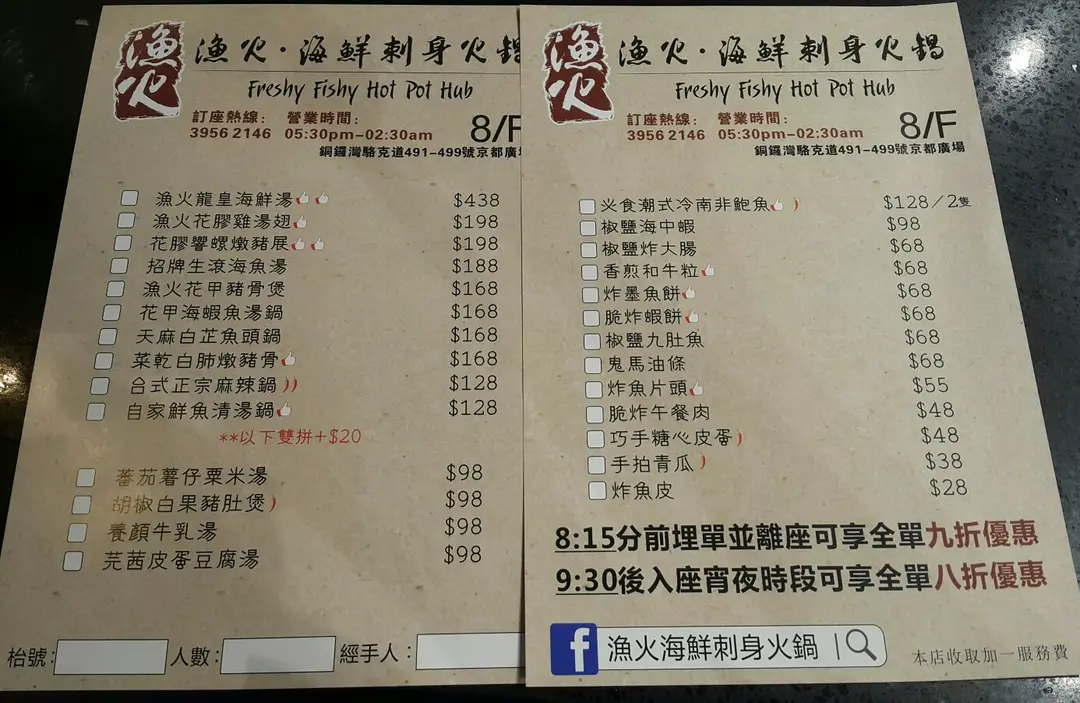 漁火
漁火·海鮮刺身火鍋
Freshy Fishy Hot Pot Hub
訂座熱線： 營業時間：
3956 2146 05:30pm-02:30am 8/F
銅鑼灣駱克道491-499號京都廣場
漁火龍皇海鮮湯 $438
漁火花膠雞湯翅 $198
花膠響螺燉豬展 $198
招牌生滾海魚湯 $188
漁火花甲豬骨煲 $168
花甲海蝦魚湯鍋 $168
天麻白芷魚頭鍋 $168
菜乾白肺燉豬骨 $168
台式正宗麻辣鍋 $128
自家鮮魚清湯鍋 $128
**以下雙拼+$20
蕃茄薯仔粟米湯 $98
胡椒白果豬肚煲 $98
養顏牛乳湯 $98
芫茜皮蛋豆腐湯 $98
枱號： 人數： 經手人：
漁火
漁火·海鮮刺身火鍋
Freshy Fishy Hot Pot Hub
訂座熱線： 營業時間：
3956 2146 05:30pm-02:30am 8/F
銅鑼灣駱克道491-499號京都廣場
火食潮式冷南非鮑魚 $128/2隻
椒鹽海中蝦 $98
椒鹽炸大腸 $68
香煎和牛粒 $68
炸墨魚餅 $68
脆炸蝦餅 $68
椒鹽九肚魚 $68
鬼馬油條 $68
炸魚片頭 $55
脆炸午餐肉 $48
巧手糖心皮蛋 $48
手拍青瓜 $38
炸魚皮 $28
8:15分前埋單並離座可享全單九折優惠
9:30後入座宵夜時段可享全單八折優惠
f 漁火海鮮刺身火鍋
本店收取加一服務費